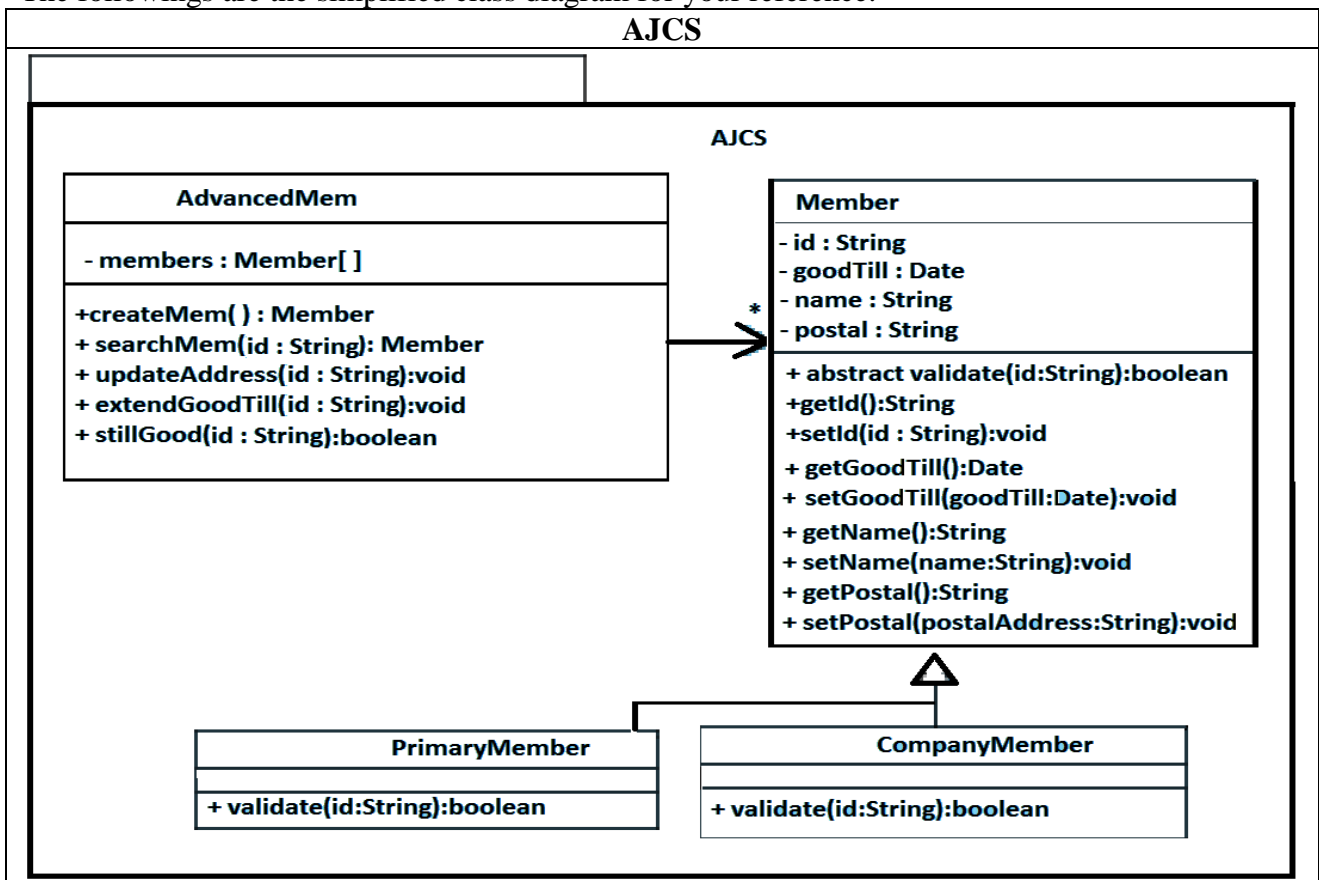 The followings are the simplified class diagram for your reference.
AJCS
AJCS
AdvancedMem
- members : Member[ ]
+createMem( ) : Member
+ searchMem(id : String): Member
+ updateAddress(id : String):void
+ extendGoodTill(id : String):void
+ stillGood(id : String):boolean
*
Member
- id : String
- goodTill : Date
- name : String
- postal : String
+ abstract validate(id:String):boolean
+getId():String
+setId(id : String):void
+ getGoodTill():Date
+ setGoodTill(goodTill:Date):void
+ getName():String
+ setName(name:String):void
+ getPostal():String
+ setPostal(postalAddress:String):void
PrimaryMember
+ validate(id:String):boolean
CompanyMember
+ validate(id:String):boolean